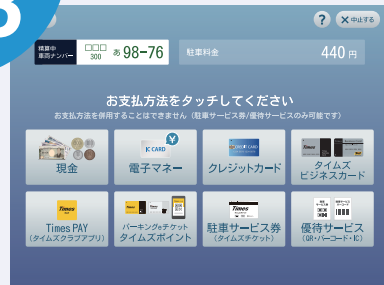 ?
×中止する
精算中
車両ナンバー
□□□
300
あ 98-76
駐車料金
440 円
お支払方法をタッチしてください
お支払方法を併用することはできません（駐車サービス券/優待サービスのみ可能です）
現金
K CARD
¥
電子マネー
CREDIT CARD
クレジットカード
Times
タイムズ
ビジネスカード
Times
Times PAY
(タイムズクラブアプリ)
パーキングeチケット
タイムズポイント
Times
駐車サービス券
(タイムズチケット)
優待サービス
(QR・バーコード・IC)